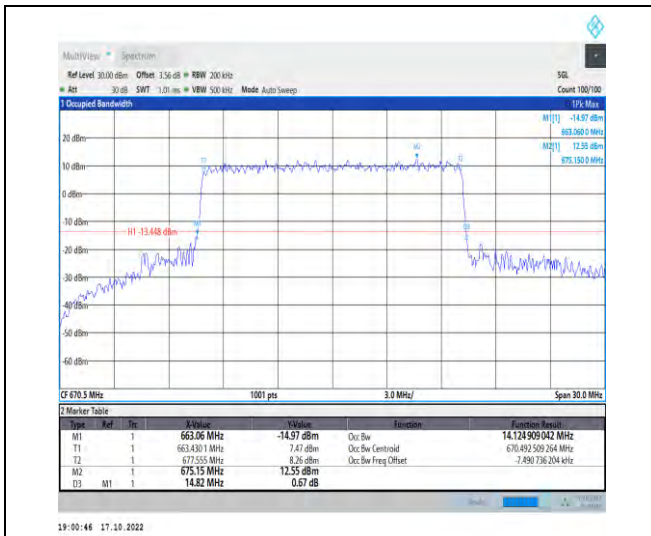 MultiView Spectrum
Ref Level 30.00 dBm Offset 3.56 dB RBW 200 kHz SGL
Att 30 dB SWT 1.01 ms VBW 500 kHz Mode Auto Sweep Count 100/100
1 Occupied Bandwidth 1Pk Max
M1[1] -14.97 dBm
663.060 0 MHz
M2[1] 12.55 dBm
675.150 0 MHz
20 dBm
10 dBm
0 dBm
-10 dBm
H1 -13.448 dBm
-20 dBm
-30 dBm
-40 dBm
-50 dBm
-60 dBm
T1
M2
T2
M1
D3
CF 670.5 MHz 1001 pts 3.0 MHz/ Span 30.0 MHz
2 Marker Table
Type Ref Trc X-Value Y-Value Function Function Result
M1 1 663.06 MHz -14.97 dBm Occ Bw 14.124 909 042 MHz
T1 1 663.430 1 MHz 7.47 dBm Occ Bw Centroid 670.492 509 264 MHz
T2 1 677.555 MHz 8.26 dBm Occ Bw Freq Offset -7.490 736 204 kHz
M2 1 675.15 MHz 12.55 dBm
D3 M1 1 14.82 MHz 0.67 dB
19:00:46 17.10.2022